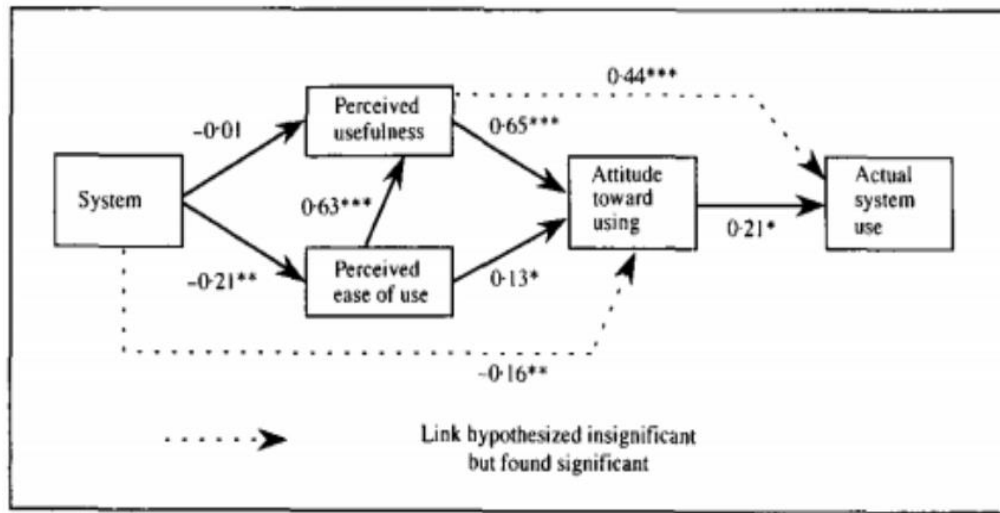 0·44***
Perceived
usefulness
-0·01
0·65***
System
Attitude
toward
using
Actual
system
use
0·63***
0·21*
-0·21**
Perceived
ease of use
0·13*
-0·16**
Link hypothesized insignificant
but found significant